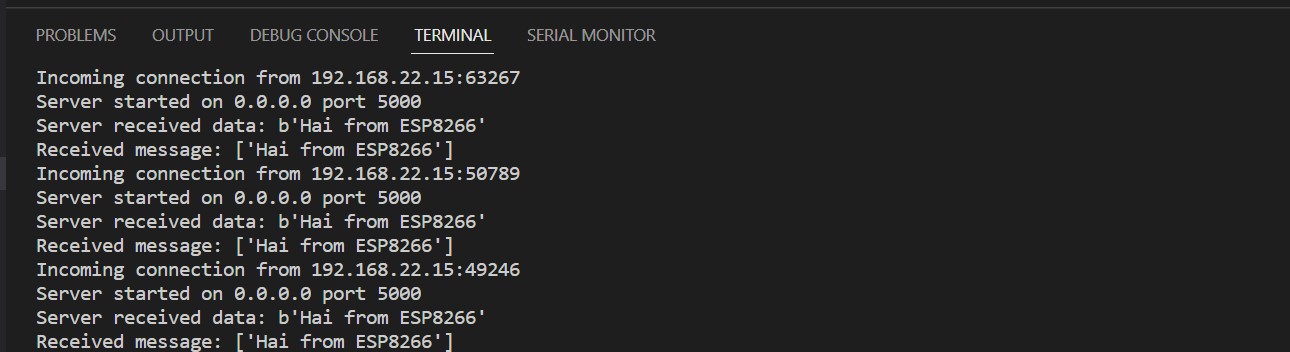 PROBLEMS OUTPUT DEBUG CONSOLE TERMINAL SERIAL MONITOR
Incoming connection from 192.168.22.15:63267
Server started on 0.0.0.0 port 5000
Server received data: b'Hai from ESP8266'
Received message: ['Hai from ESP8266']
Incoming connection from 192.168.22.15:50789
Server started on 0.0.0.0 port 5000
Server received data: b'Hai from ESP8266'
Received message: ['Hai from ESP8266']
Incoming connection from 192.168.22.15:49246
Server started on 0.0.0.0 port 5000
Server received data: b'Hai from ESP8266'
Received message: ['Hai from ESP8266']